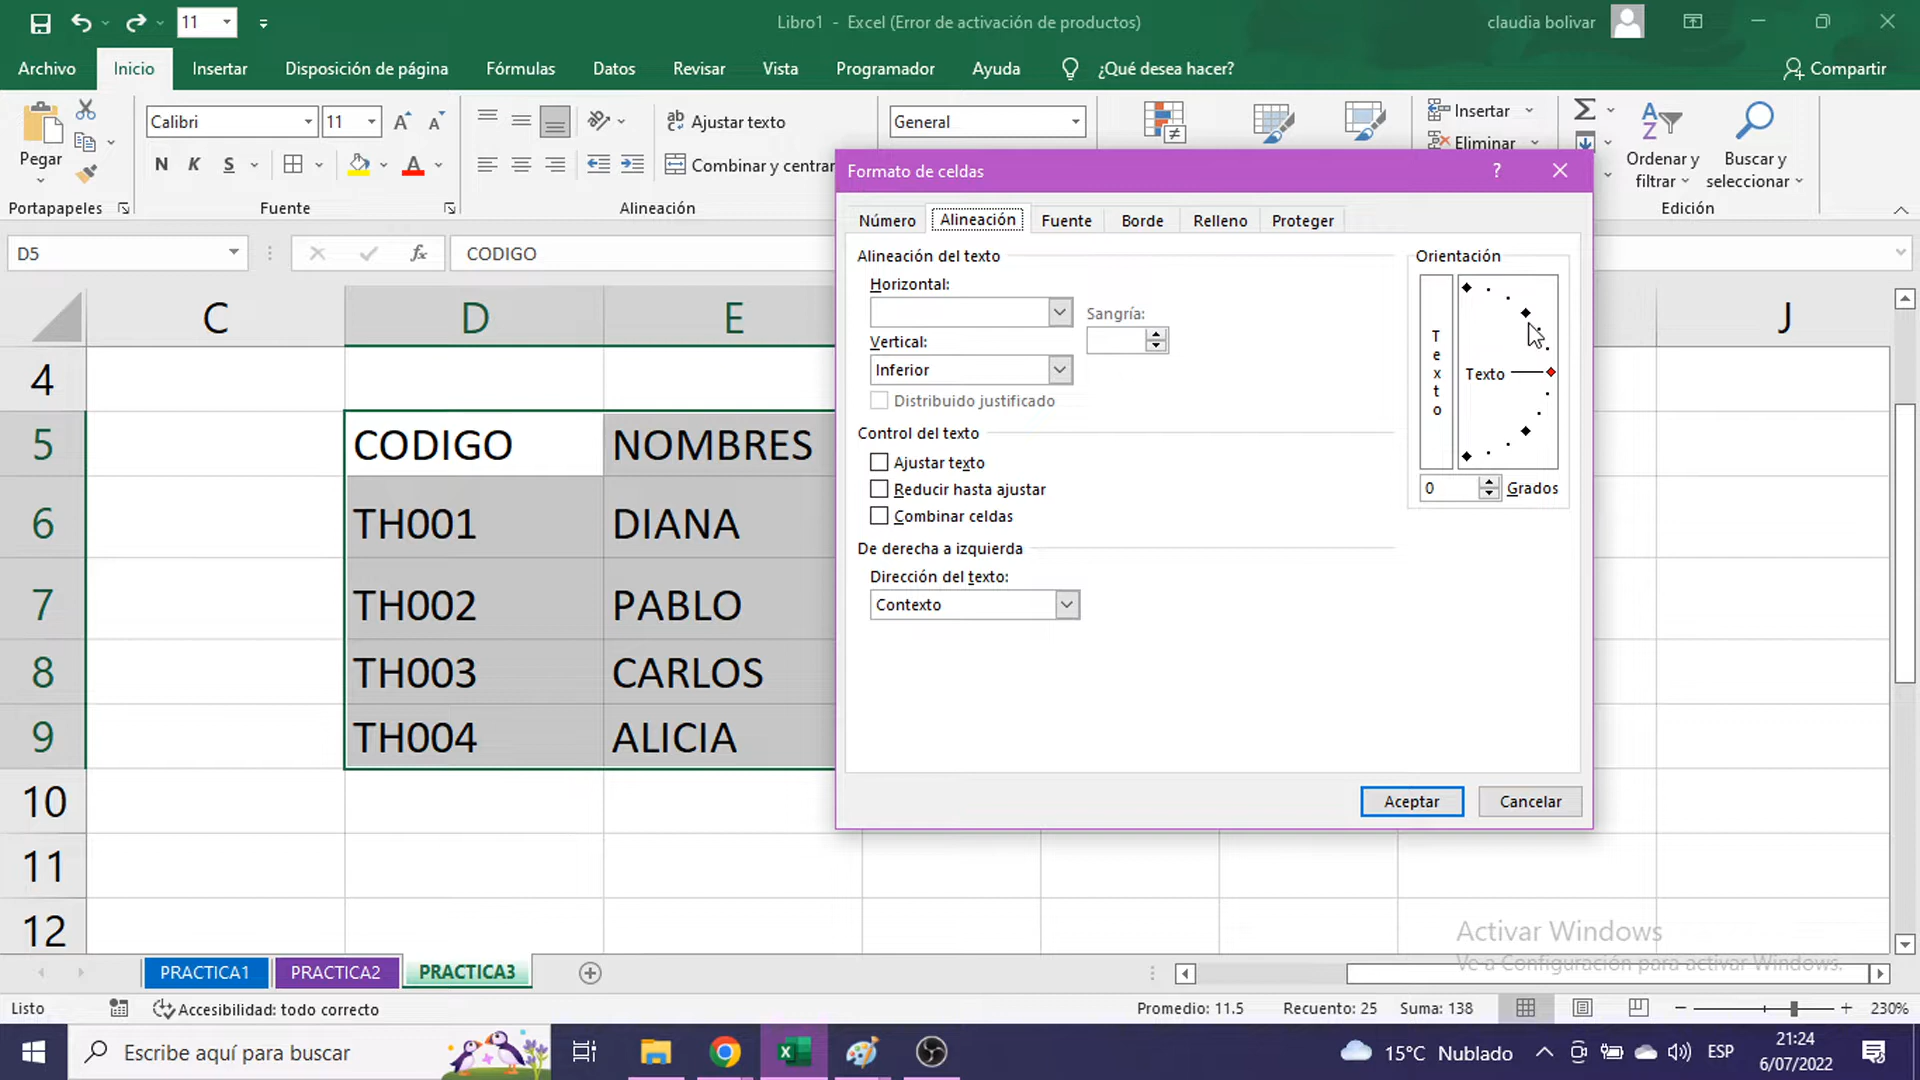 11
Libro1 - Excel (Error de activación de productos)
claudia bolivar
Archivo Inicio Insertar Disposición de página Fórmulas Datos Revisar Vista Programador Ayuda ¿Qué desea hacer? Compartir
Pegar
Calibri 11
N K S
Ajustar texto
Combinar y centrar
General
Insertar
Eliminar
Ordenar y filtrar
Buscar y seleccionar
Portapapeles Fuente Alineación Edición
D5 fx CODIGO
C D E J
4
5 CODIGO NOMBRES
6 TH001 DIANA
7 TH002 PABLO
8 TH003 CARLOS
9 TH004 ALICIA
10
11
12
Formato de celdas
Número Alineación Fuente Borde Relleno Proteger
Alineación del texto
Horizontal:
Sangría:
Vertical:
Inferior
Distribuido justificado
Control del texto
Ajustar texto
Reducir hasta ajustar
Combinar celdas
De derecha a izquierda
Dirección del texto:
Contexto
Orientación
Texto
Texto
0 Grados
Aceptar Cancelar
Activar Windows
Ve a Configuración para activar Windows.
PRACTICA1 PRACTICA2 PRACTICA3
Listo Accesibilidad: todo correcto Promedio: 11.5 Recuento: 25 Suma: 138 230%
Escribe aquí para buscar
15°C Nublado
ESP
21:24
6/07/2022